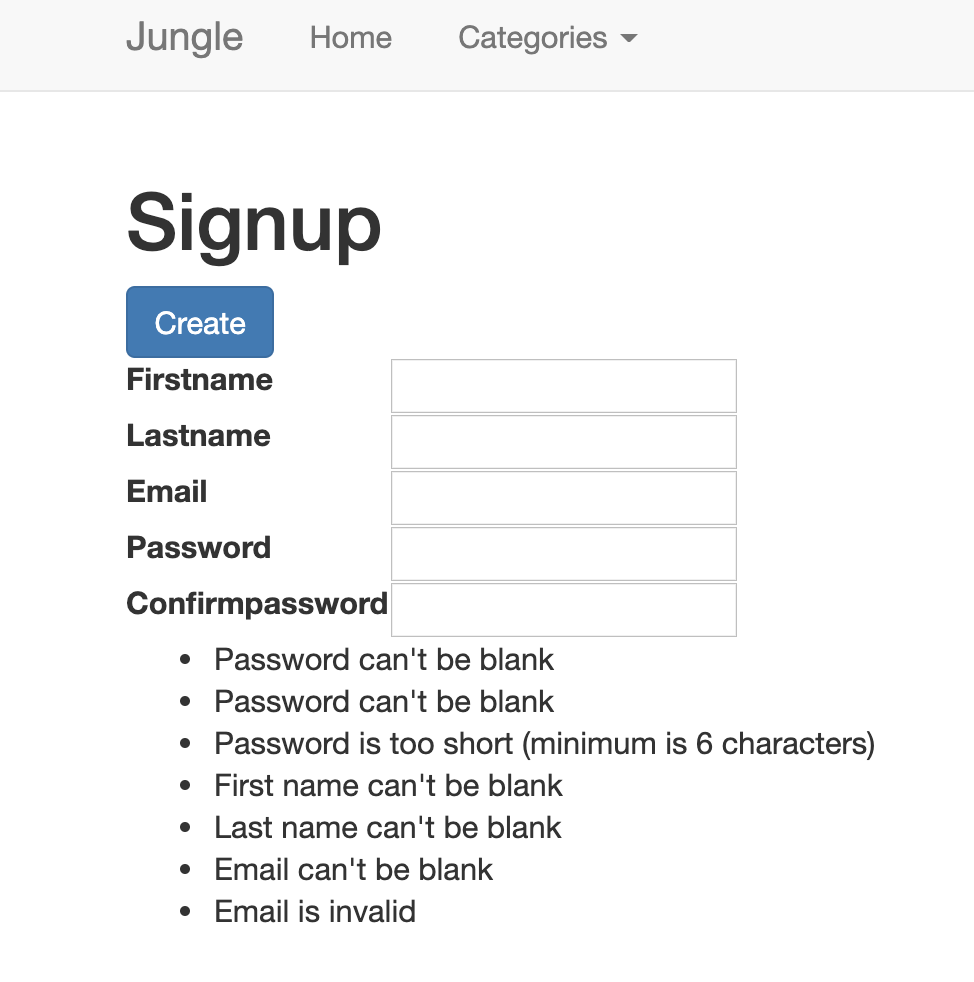 Jungle Home Categories
Signup
Create
Firstname
Lastname
Email
Password
Confirmpassword
Password can't be blank
Password can't be blank
Password is too short (minimum is 6 characters)
First name can't be blank
Last name can't be blank
Email can't be blank
Email is invalid